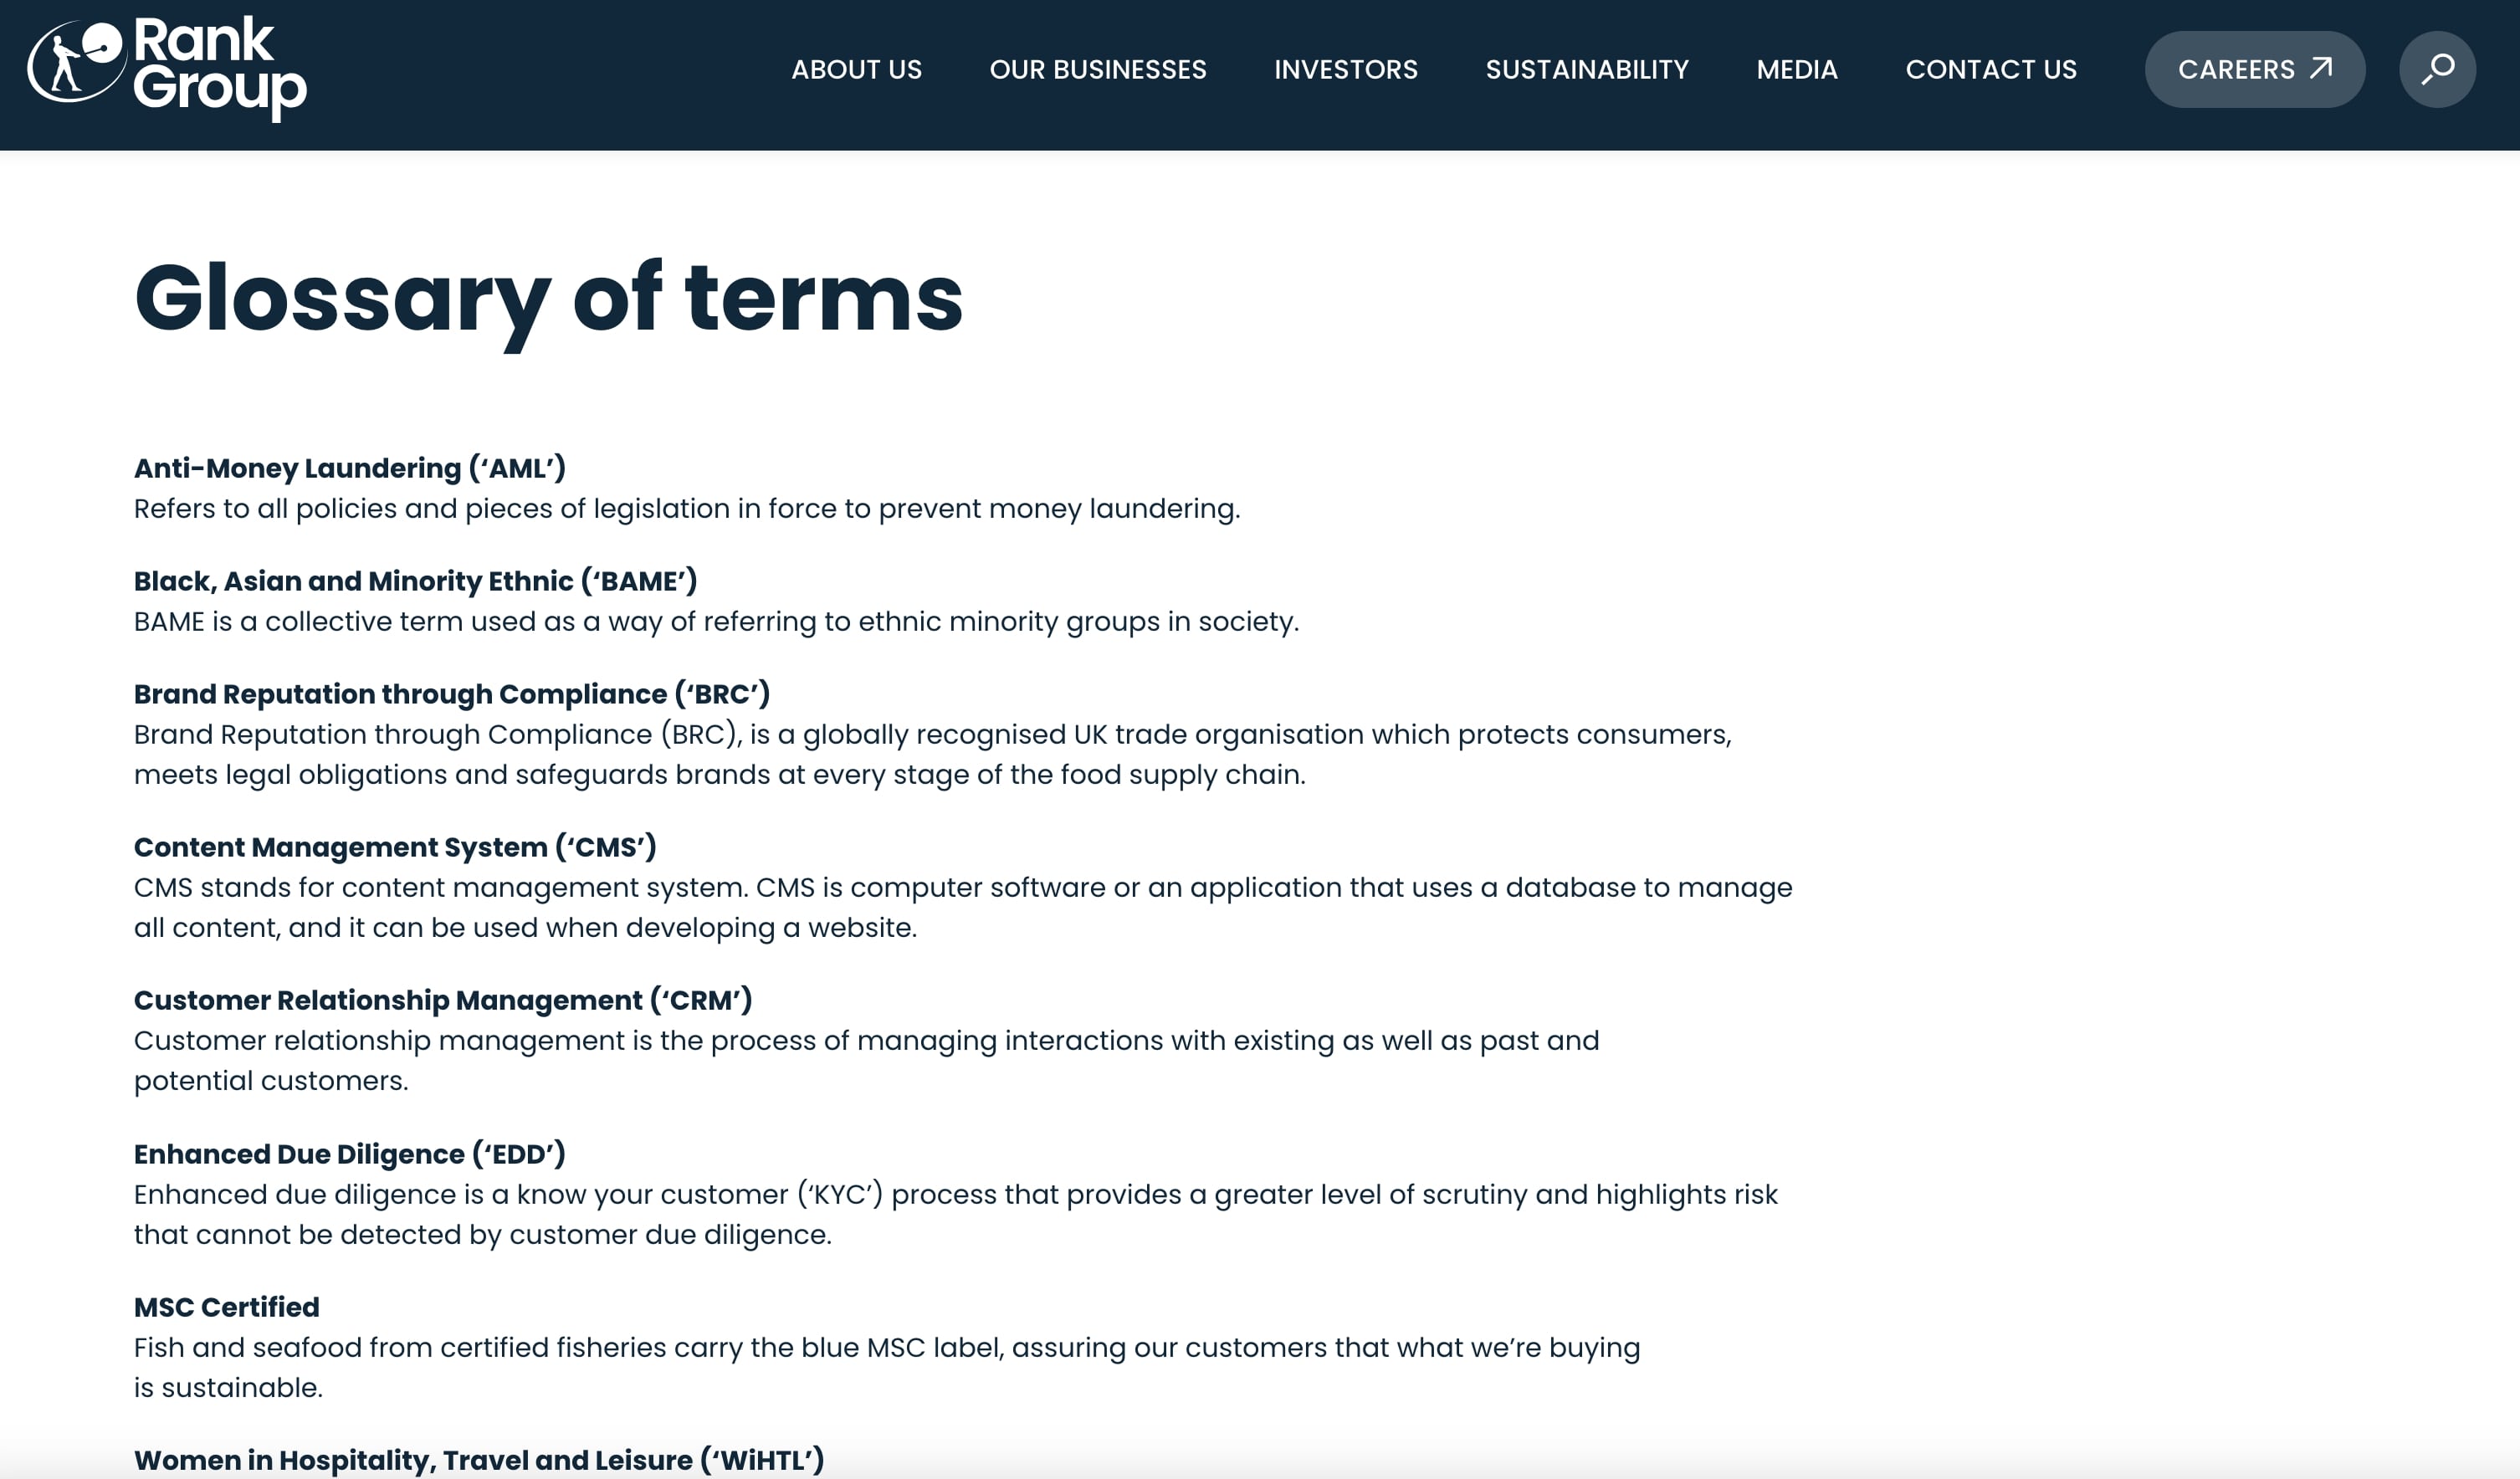 Rank
Group
ABOUT US OUR BUSINESSES INVESTORS SUSTAINABILITY MEDIA CONTACT US CAREERS
Glossary of terms
Anti-Money Laundering (‘AML’)
Refers to all policies and pieces of legislation in force to prevent money laundering.
Black, Asian and Minority Ethnic (‘BAME’)
BAME is a collective term used as a way of referring to ethnic minority groups in society.
Brand Reputation through Compliance (‘BRC’)
Brand Reputation through Compliance (BRC), is a globally recognised UK trade organisation which protects consumers,
meets legal obligations and safeguards brands at every stage of the food supply chain.
Content Management System (‘CMS’)
CMS stands for content management system. CMS is computer software or an application that uses a database to manage
all content, and it can be used when developing a website.
Customer Relationship Management (‘CRM’)
Customer relationship management is the process of managing interactions with existing as well as past and
potential customers.
Enhanced Due Diligence (‘EDD’)
Enhanced due diligence is a know your customer (‘KYC’) process that provides a greater level of scrutiny and highlights risk
that cannot be detected by customer due diligence.
MSC Certified
Fish and seafood from certified fisheries carry the blue MSC label, assuring our customers that what we’re buying
is sustainable.
Women in Hospitality, Travel and Leisure (‘WiHTL’)